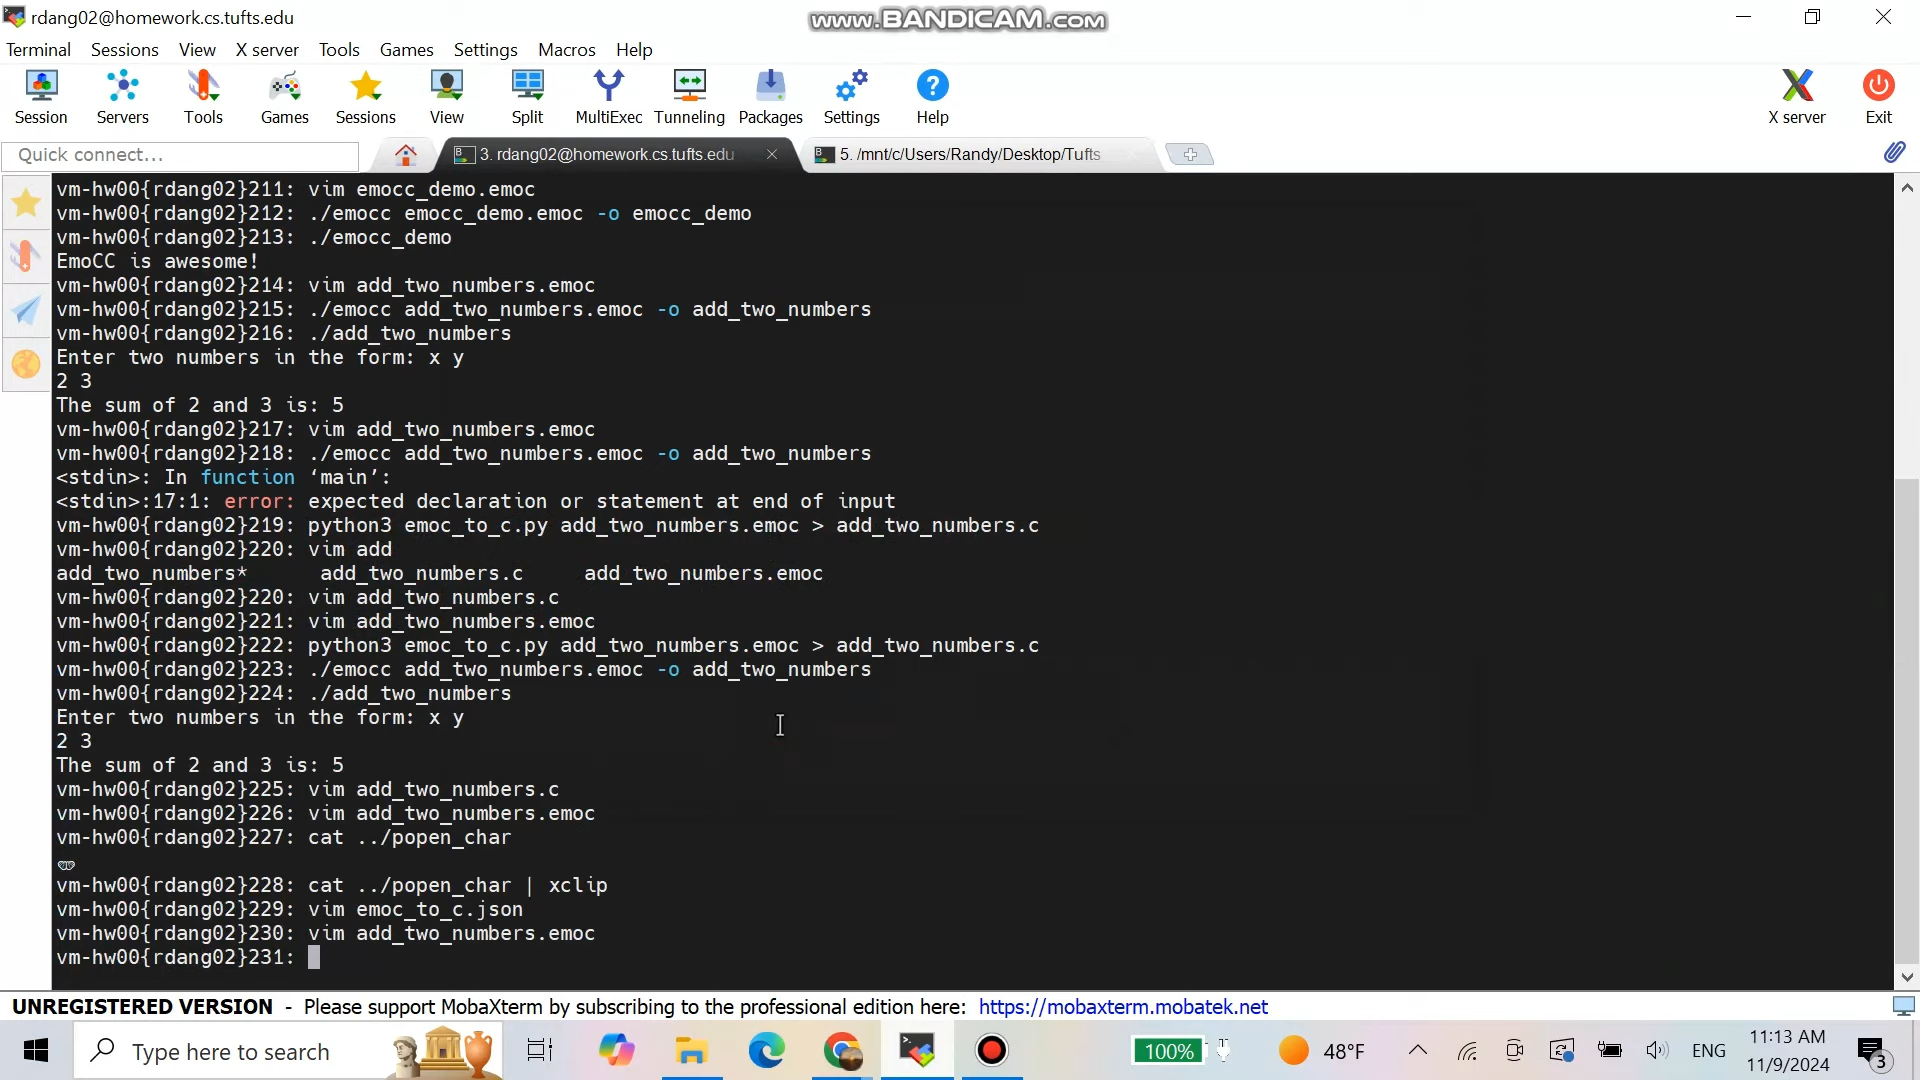 rdang02@homework.cs.tufts.edu
www.BANDICAM.com
Terminal Sessions View X server Tools Games Settings Macros Help
Session Servers Tools Games Sessions View Split MultiExec Tunneling Packages Settings Help X server Exit
Quick connect...
3. rdang02@homework.cs.tufts.edu
5. /mnt/c/Users/Randy/Desktop/Tufts
vm-hw00{rdang02}211: vim emocc_demo.emoc
vm-hw00{rdang02}212: ./emocc emocc_demo.emoc -o emocc_demo
vm-hw00{rdang02}213: ./emocc_demo
EmoCC is awesome!
vm-hw00{rdang02}214: vim add_two_numbers.emoc
vm-hw00{rdang02}215: ./emocc add_two_numbers.emoc -o add_two_numbers
vm-hw00{rdang02}216: ./add_two_numbers
Enter two numbers in the form: x y
2 3
The sum of 2 and 3 is: 5
vm-hw00{rdang02}217: vim add_two_numbers.emoc
vm-hw00{rdang02}218: ./emocc add_two_numbers.emoc -o add_two_numbers
<stdin>: In function ‘main’:
<stdin>:17:1: error: expected declaration or statement at end of input
vm-hw00{rdang02}219: python3 emoc_to_c.py add_two_numbers.emoc > add_two_numbers.c
vm-hw00{rdang02}220: vim add
add_two_numbers* add_two_numbers.c add_two_numbers.emoc
vm-hw00{rdang02}220: vim add_two_numbers.c
vm-hw00{rdang02}221: vim add_two_numbers.emoc
vm-hw00{rdang02}222: python3 emoc_to_c.py add_two_numbers.emoc > add_two_numbers.c
vm-hw00{rdang02}223: ./emocc add_two_numbers.emoc -o add_two_numbers
vm-hw00{rdang02}224: ./add_two_numbers
Enter two numbers in the form: x y
2 3
The sum of 2 and 3 is: 5
vm-hw00{rdang02}225: vim add_two_numbers.c
vm-hw00{rdang02}226: vim add_two_numbers.emoc
vm-hw00{rdang02}227: cat ../popen_char
vm-hw00{rdang02}228: cat ../popen_char | xclip
vm-hw00{rdang02}229: vim emoc_to_c.json
vm-hw00{rdang02}230: vim add_two_numbers.emoc
vm-hw00{rdang02}231:
UNREGISTERED VERSION - Please support MobaXterm by subscribing to the professional edition here: https://mobaxterm.mobatek.net
Type here to search
100%
48°F
ENG
11:13 AM
11/9/2024
3